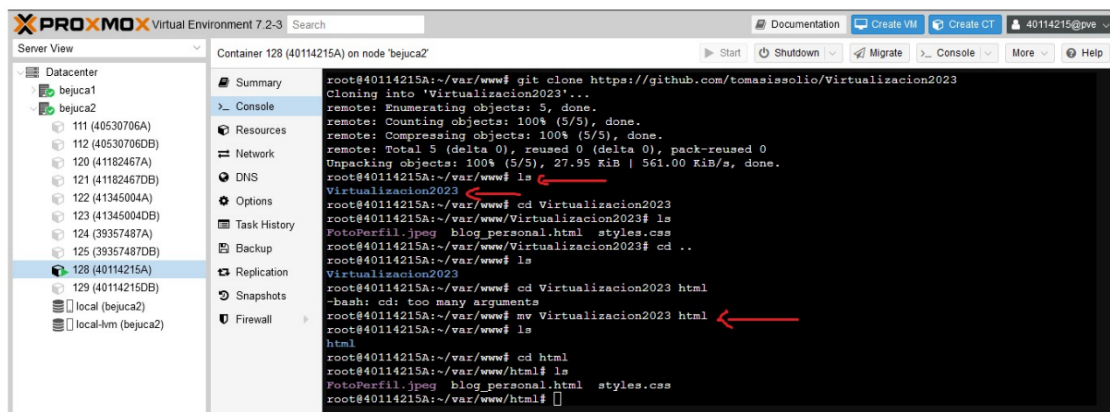 PROXMOX Virtual Environment 7.2-3 Search
Documentation Create VM Create CT 40114215@pve
Server View
Container 128 (40114215A) on node 'bejuca2'
Start Shutdown Migrate Console More Help
Datacenter
bejuca1
bejuca2
111 (40530706A)
112 (40530706DB)
120 (41182467A)
121 (41182467DB)
122 (41345004A)
123 (41345004DB)
124 (39357487A)
125 (39357487DB)
128 (40114215A)
129 (40114215DB)
local (bejuca2)
local-lvm (bejuca2)
Summary
>_ Console
Resources
Network
DNS
Options
Task History
Backup
Replication
Snapshots
Firewall
root@40114215A:~/var/www# git clone https://github.com/tomasissolio/Virtualizacion2023
Cloning into 'Virtualizacion2023'...
remote: Enumerating objects: 5, done.
remote: Counting objects: 100% (5/5), done.
remote: Compressing objects: 100% (5/5), done.
remote: Total 5 (delta 0), reused 0 (delta 0), pack-reused 0
Unpacking objects: 100% (5/5), 27.95 KiB | 561.00 KiB/s, done.
root@40114215A:~/var/www# ls
Virtualizacion2023
root@40114215A:~/var/www# cd Virtualizacion2023
root@40114215A:~/var/www/Virtualizacion2023# ls
FotoPerfil.jpeg blog_personal.html styles.css
root@40114215A:~/var/www/Virtualizacion2023# cd ..
root@40114215A:~/var/www# ls
Virtualizacion2023
root@40114215A:~/var/www# cd Virtualizacion2023 html
-bash: cd: too many arguments
root@40114215A:~/var/www# mv Virtualizacion2023 html
root@40114215A:~/var/www# ls
html
root@40114215A:~/var/www# cd html
root@40114215A:~/var/www/html# ls
FotoPerfil.jpeg blog_personal.html styles.css
root@40114215A:~/var/www/html#